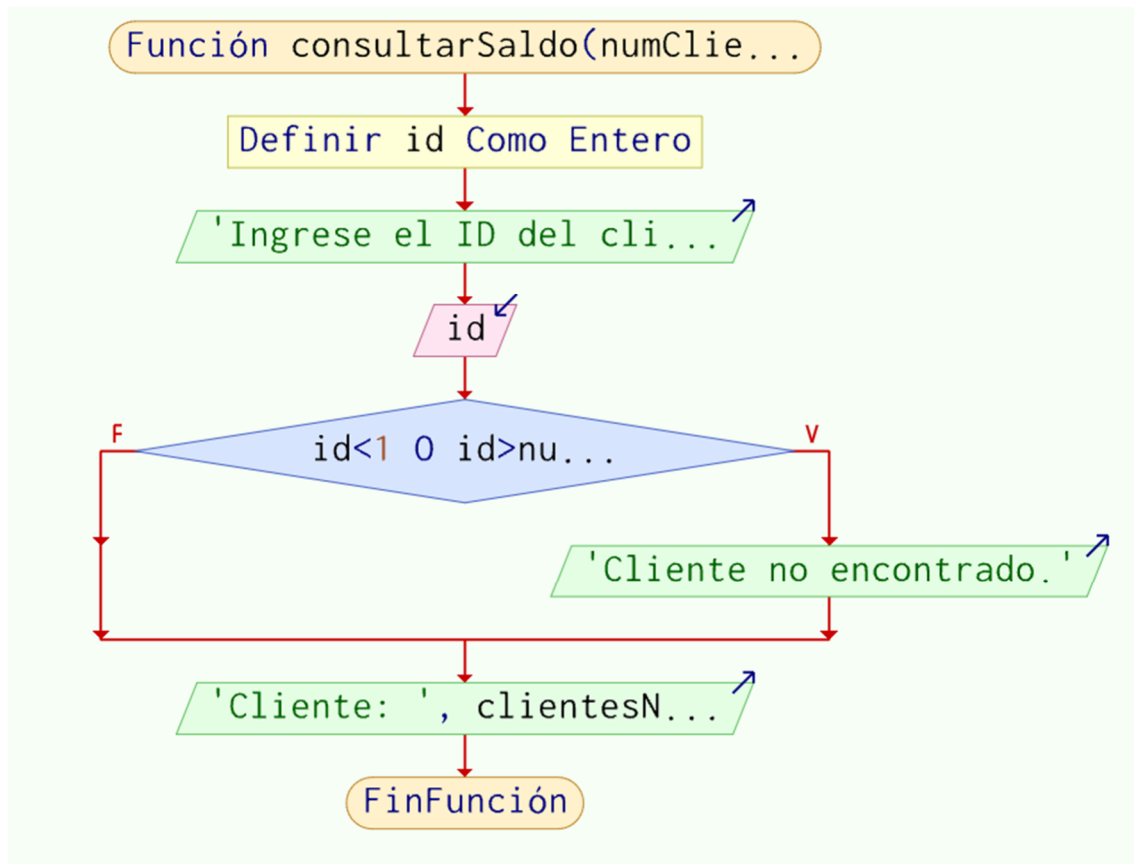 Función consultarSaldo(numClie...
Definir id Como Entero
'Ingrese el ID del cli...
id
id<1 O id>nu...
F
V
'Cliente no encontrado.'
'Cliente: ', clientesN...
FinFunción